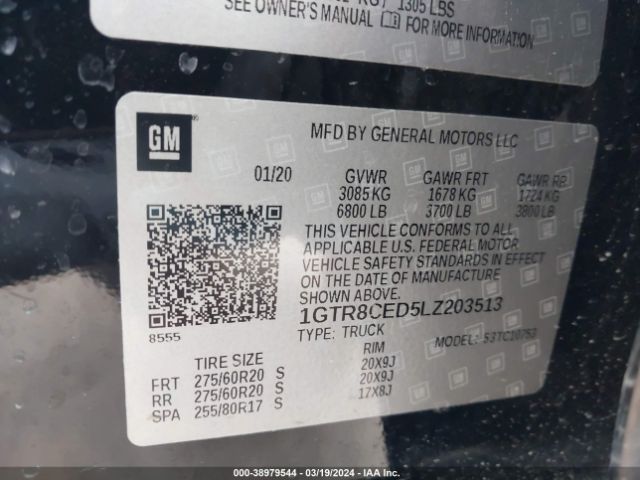 1305 LBS
SEE OWNER'S MANUAL FOR MORE INFORMATION
GM
MFD BY GENERAL MOTORS LLC
01/20 GVWR GAWR FRT GAWR RR
3085 KG 1678 KG 1724 KG
6800 LB 3700 LB 3800 LB
THIS VEHICLE CONFORMS TO ALL
APPLICABLE U.S. FEDERAL MOTOR
VEHICLE SAFETY STANDARDS IN EFFECT
ON THE DATE OF MANUFACTURE
SHOWN ABOVE.
1GTR8CED5LZ203513
8555
TYPE: TRUCK MODEL: 53TC10753
TIRE SIZE RIM
FRT 275/60R20 S 20X9J
RR 275/60R20 S 20X9J
SPA 255/80R17 S 17X8J
000-38979544 - 03/19/2024 - IAA Inc.